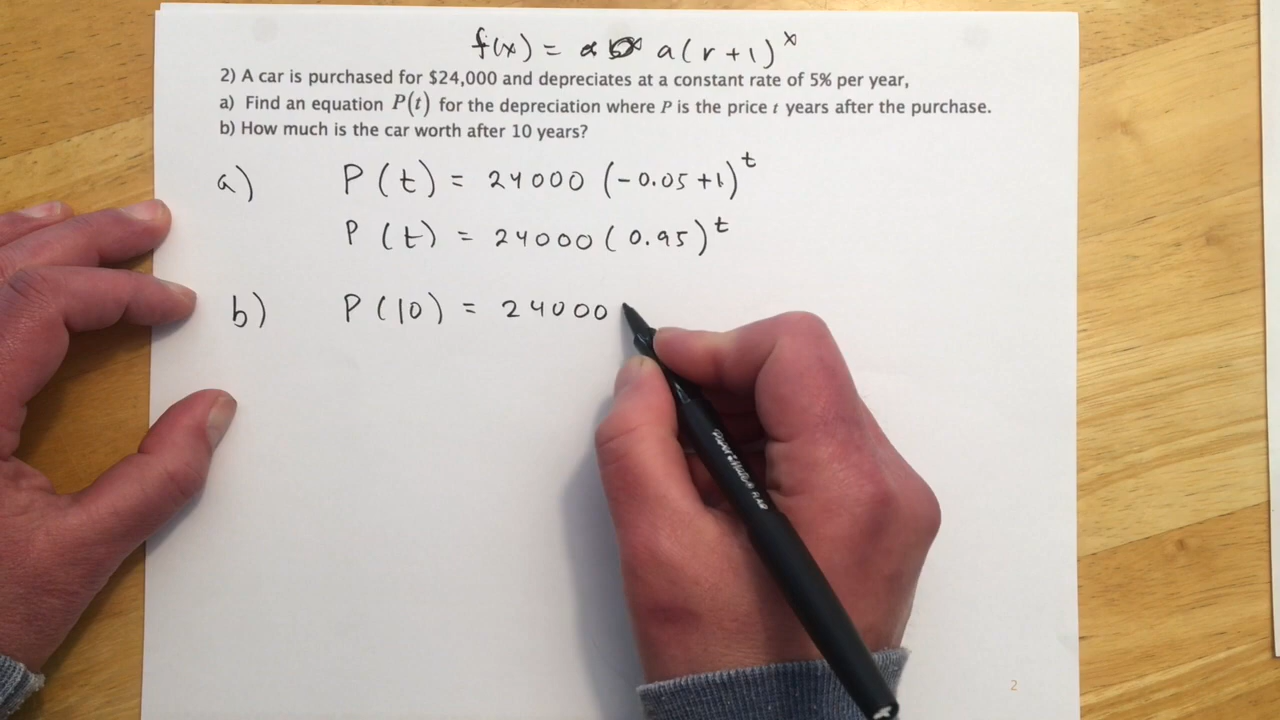 f(x) = a(r+1)^x
2) A car is purchased for $24,000 and depreciates at a constant rate of 5% per year,
a) Find an equation P(t) for the depreciation where P is the price t years after the purchase.
b) How much is the car worth after 10 years?
a) P(t) = 24000 (-0.05+1)^t
P(t) = 24000(0.95)^t
b) P(10) = 24000
Paper Mate
2